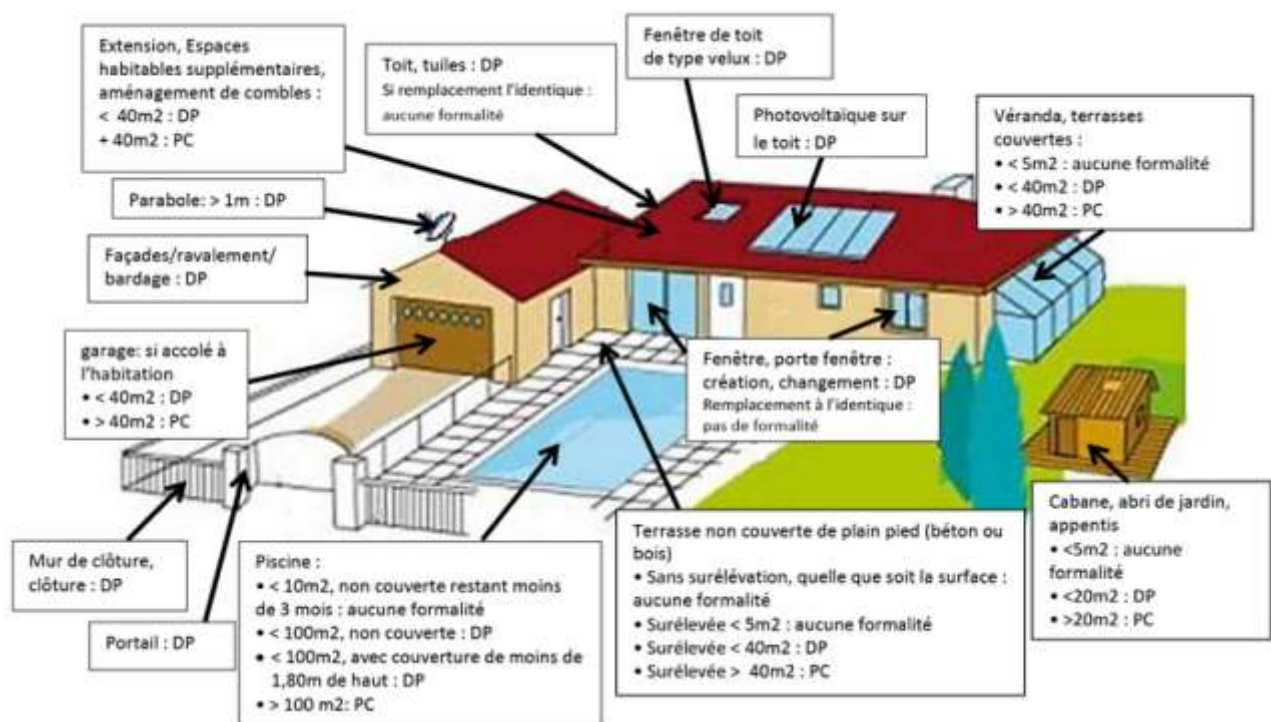 Extension, Espaces
habitables supplémentaires,
aménagement de combles :
< 40m2 : DP
+ 40m2 : PC
Toit, tuiles : DP
Si remplacement l'identique :
aucune formalité
Fenêtre de toit
de type velux : DP
Photovoltaïque sur
le toit : DP
Véranda, terrasses
couvertes :
• < 5m2 : aucune formalité
• < 40m2 : DP
• > 40m2 : PC
Parabole: > 1m : DP
Façades/ravalement/
bardage : DP
garage: si accolé à
l'habitation
• < 40m2 : DP
• > 40m2 : PC
Fenêtre, porte fenêtre :
création, changement : DP
Remplacement à l'identique :
pas de formalité
Mur de clôture,
clôture : DP
Portail : DP
Piscine :
• < 10m2, non couverte restant moins
de 3 mois : aucune formalité
• < 100m2, non couverte : DP
• < 100m2, avec couverture de moins de
1,80m de haut : DP
• > 100 m2: PC
Terrasse non couverte de plain pied (béton ou
bois)
• Sans surélévation, quelle que soit la surface :
aucune formalité
• Surélevée < 5m2 : aucune formalité
• Surélevée < 40m2 : DP
• Surélevée > 40m2 : PC
Cabane, abri de jardin,
appentis
• <5m2 : aucune
formalité
• <20m2 : DP
• >20m2 : PC